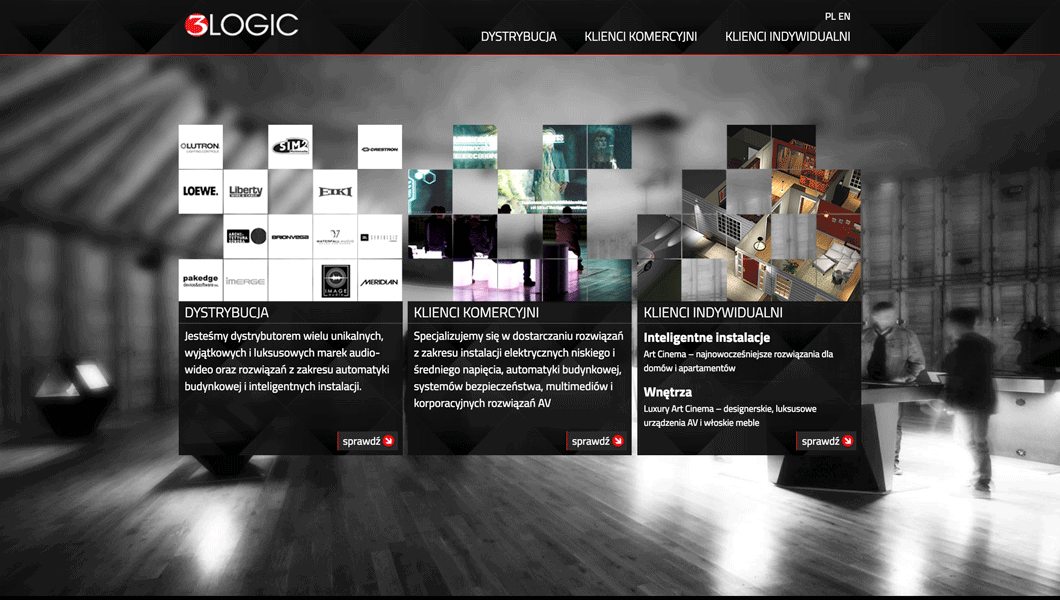 3LOGIC
PL EN
DYSTRYBUCJA KLIENCI KOMERCYJNI KLIENCI INDYWIDUALNI
LUTRON
SIM2
CRESTRON
LOEWE.
Liberty
EIKI
BRIONVEGA
pakedge
imERGE
IMAGE
MERIDIAN
DYSTRYBUCJA
Jesteśmy dystrybutorem wielu unikalnych,
wyjątkowych i luksusowych marek audio-
wideo oraz rozwiązań z zakresu automatyki
budynkowej i inteligentnych instalacji.
sprawdź
KLIENCI KOMERCYJNI
Specjalizujemy się w dostarczaniu rozwiązań
z zakresu instalacji elektrycznych niskiego i
średniego napięcia, automatyki budynkowej,
systemów bezpieczeństwa, multimediów i
korporacyjnych rozwiązań AV
sprawdź
KLIENCI INDYWIDUALNI
Inteligentne instalacje
Art Cinema – najnowocześniejsze rozwiązania dla
domów i apartamentów
Wnętrza
Luxury Art Cinema – designerskie, luksusowe
urządzenia AV i włoskie meble
sprawdź